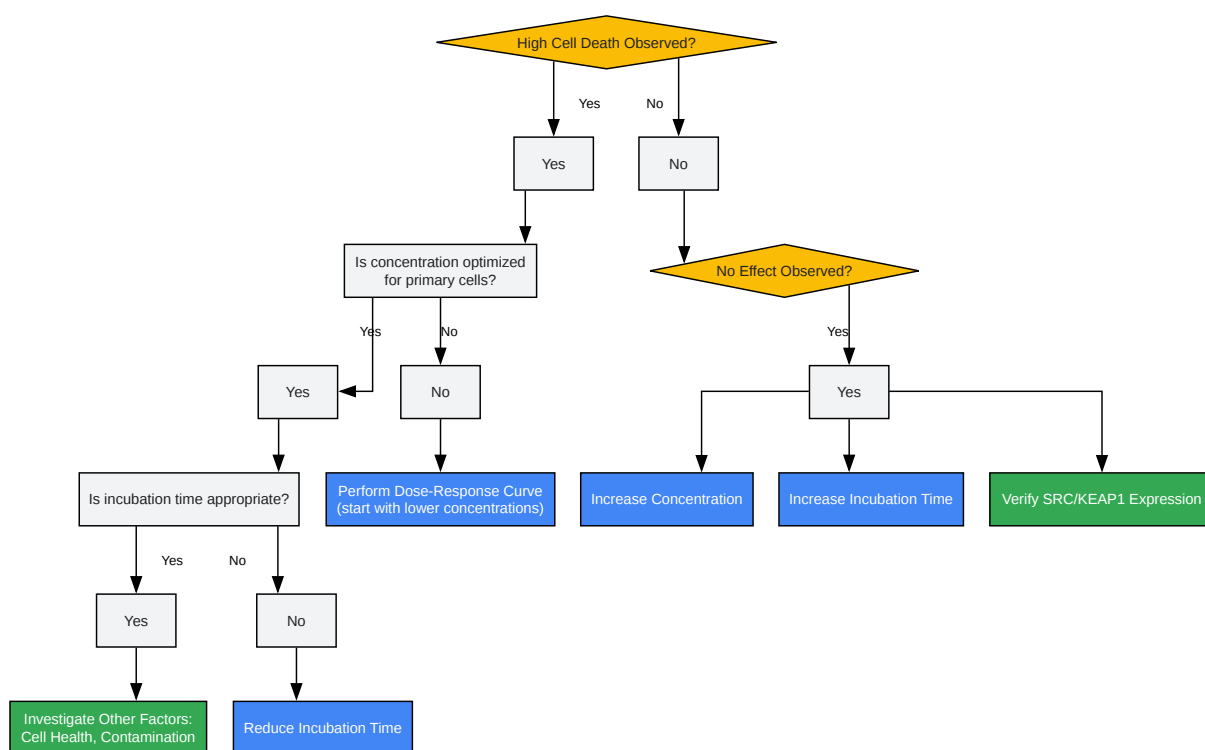 High Cell Death Observed?
Yes
No
Yes
No
Is concentration optimized
for primary cells?
No Effect Observed?
Yes
No
Yes
Yes
No
Yes
Is incubation time appropriate?
Perform Dose-Response Curve
(start with lower concentrations)
Increase Concentration
Increase Incubation Time
Verify SRC/KEAP1 Expression
Yes
No
Yes
No
Investigate Other Factors:
Cell Health, Contamination
Reduce Incubation Time